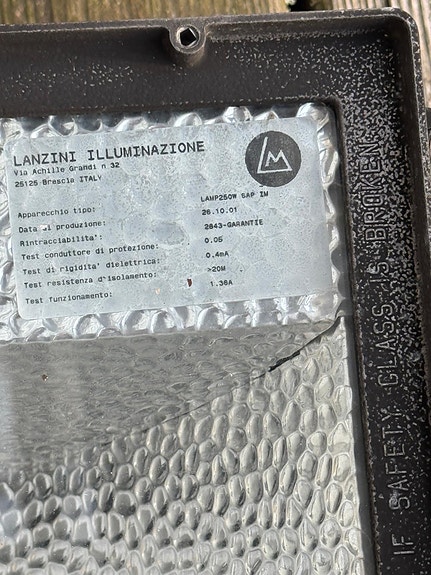 LANZINI ILLUMINAZIONE
Via Achille Grandi n 32
25125 Brescia ITALY
LM
Apparecchio tipo: LAMP250W SAP IM
Data di produzione: 26.10.01
Rintracciabilita': 2843-GARANTIE
Test conduttore di protezione: 0,05
Test di rigidita' dielettrica: 0,4mA
Test resistenza d'isolamento: >20M
Test funzionamento: 1.36A
IF SAFETY GLASS IS BROKEN